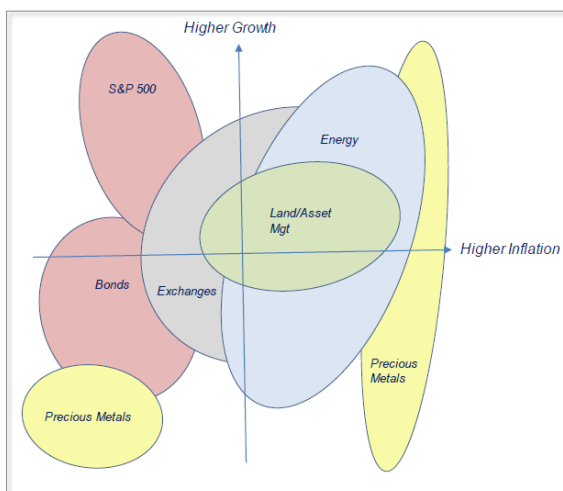 Higher Growth
S&P 500
Energy
Land/Asset
Mgt
Higher Inflation
Bonds
Exchanges
Precious
Metals
Precious Metals